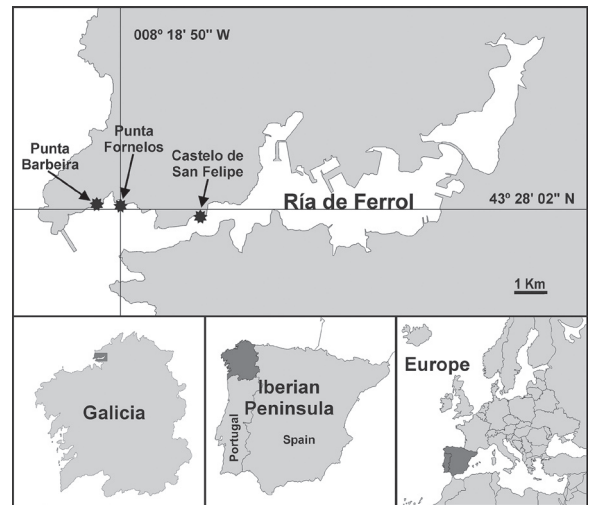 008º 18' 50'' W
Punta
Barbeira
Punta
Fornelos
Castelo de
San Felipe
Ría de Ferrol
43º 28' 02'' N
1 Km
Galicia
Iberian
Peninsula
Portugal
Spain
Europe